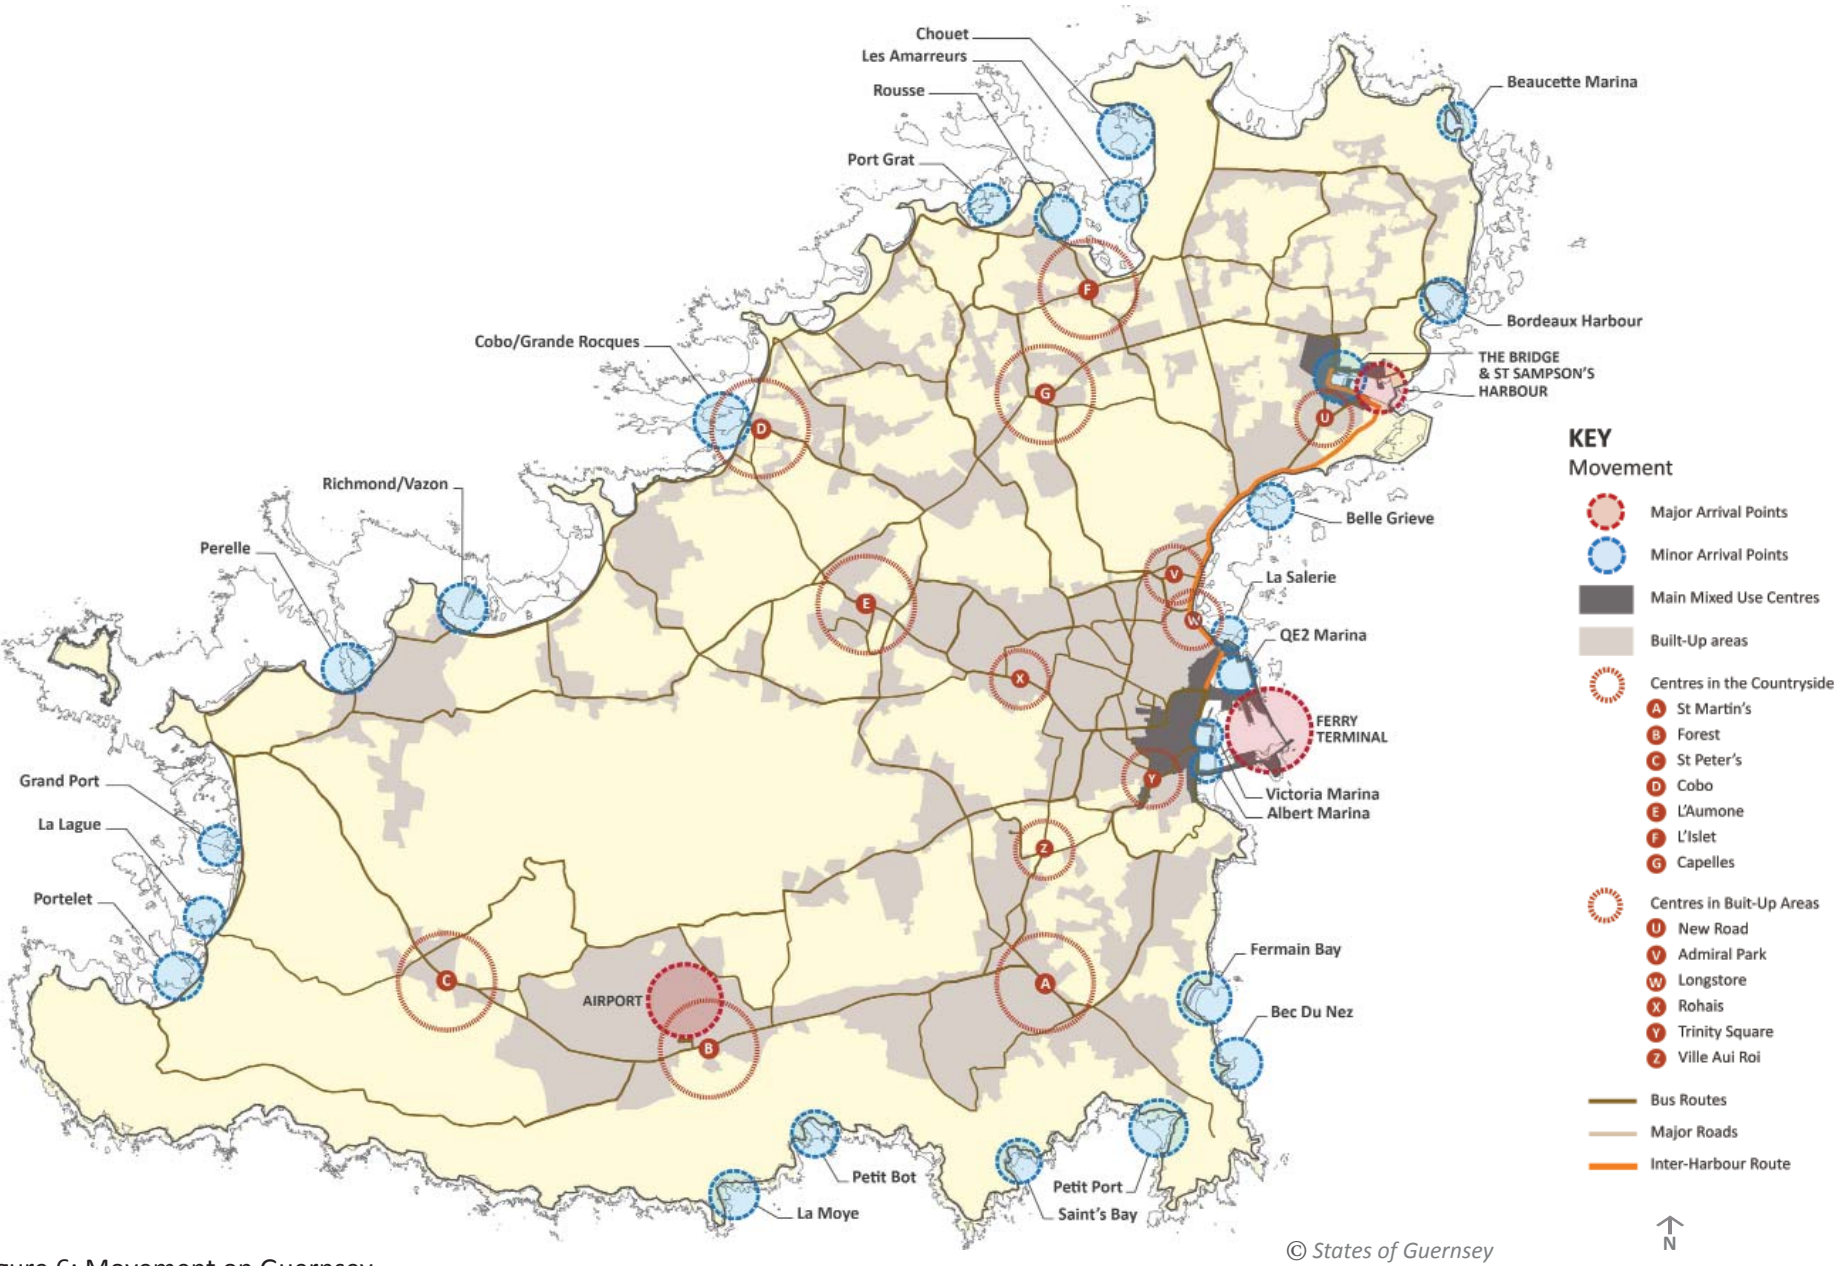 Chouet
Les Amarreurs
Rousse
Port Grat
Beaucette Marina
Bordeaux Harbour
THE BRIDGE
& ST SAMPSON'S
HARBOUR
Cobo/Grande Rocques
Richmond/Vazon
Perelle
Belle Grieve
La Salerie
QE2 Marina
FERRY
TERMINAL
Victoria Marina
Albert Marina
Grand Port
La Lague
Portelet
AIRPORT
Fermain Bay
Bec Du Nez
Petit Bot
La Moye
Petit Port
Saint's Bay
F
G
D
U
E
V
W
X
Y
Z
C
A
B
KEY
Movement
Major Arrival Points
Minor Arrival Points
Main Mixed Use Centres
Built-Up areas
Centres in the Countryside
A St Martin's
B Forest
C St Peter's
D Cobo
E L'Aumone
F L'Islet
G Capelles
Centres in Buit-Up Areas
U New Road
V Admiral Park
W Longstore
X Rohais
Y Trinity Square
Z Ville Aui Roi
Bus Routes
Major Roads
Inter-Harbour Route
N
© States of Guernsey